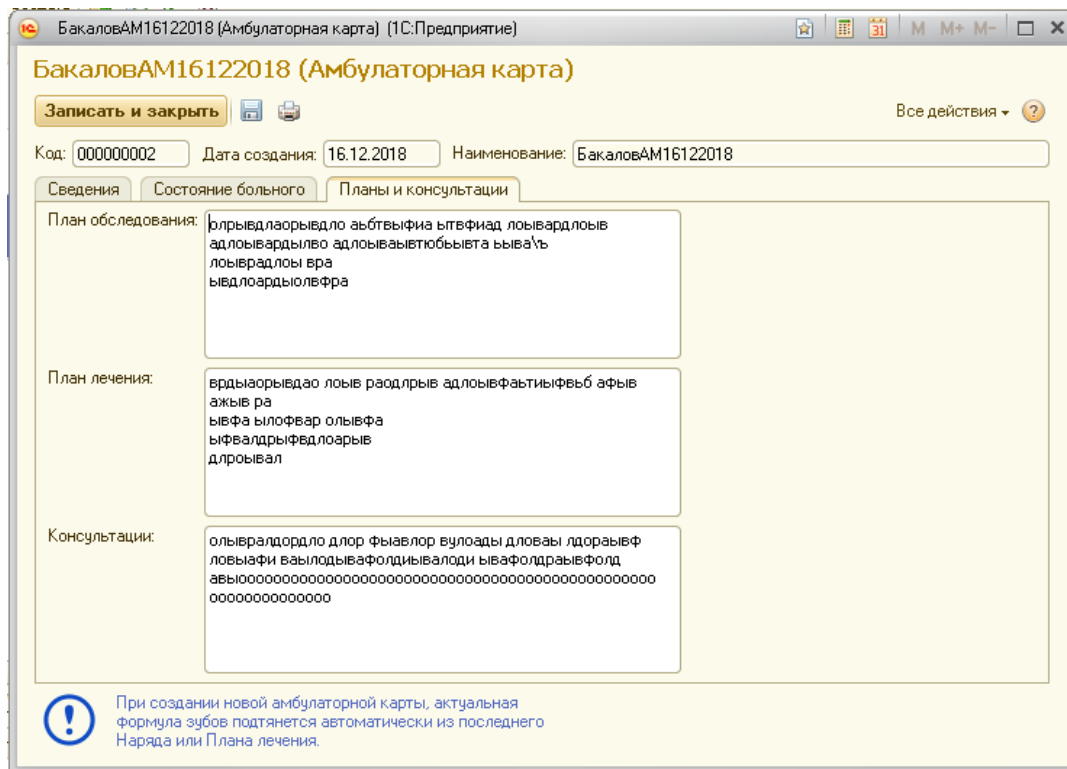 БакаловАМ16122018 (Амбулаторная карта) (1С:Предприятие)
M M+ M-
БакаловАМ16122018 (Амбулаторная карта)
Записать и закрыть
Все действия
Код: 000000002 Дата создания: 16.12.2018 Наименование: БакаловАМ16122018
Сведения Состояние больного Планы и консультации
План обследования:
олрывдлаорывдло аьбтвыфиа ытвфиад лоывардлоыв
адлоывардылво адлоываывтюбьывта ьыва\ъ
лоыврадлоы вра
ывдлоардыолвфра
План лечения:
врдыаорывдао лоыв раодлрыв адлоывфаьтиыфвьб афыв
ажыв ра
ывфа ылофвар олывфа
ыфвалдрыфвдлоарыв
длроывал
Консультации:
олывралдордло длор фыавлор вулоады дловаы лдораывф
ловыафи ваылодывафолдиывалоди ывафолдраывфолд
авыооооооооооооооооооооооооооооооооооооооооооооооооо
оооооооооооооо
При создании новой амбулаторной карты, актуальная
формула зубов подтянется автоматически из последнего
Наряда или Плана лечения.